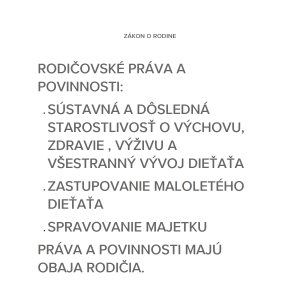 ZÁKON O RODINE
RODIČOVSKÉ PRÁVA A
POVINNOSTI:
. SÚSTAVNÁ A DÔSLEDNÁ
STAROSTLIVOSŤ O VÝCHOVU,
ZDRAVIE , VÝŽIVU A
VŠESTRANNÝ VÝVOJ DIEŤAŤA
. ZASTUPOVANIE MALOLETÉHO
DIEŤAŤA
. SPRAVOVANIE MAJETKU
PRÁVA A POVINNOSTI MAJÚ
OBAJA RODIČIA.